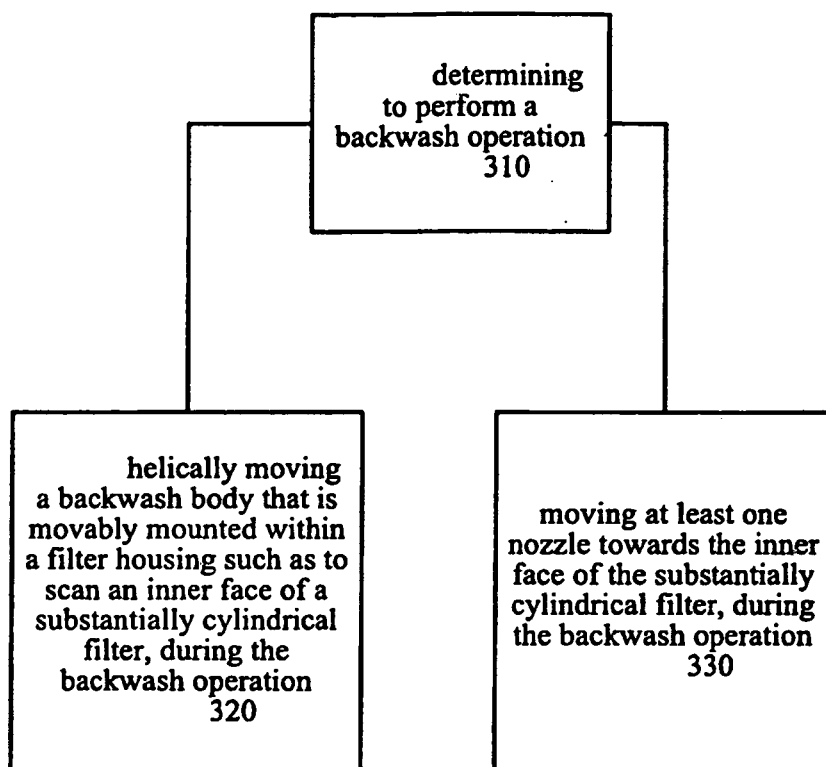 determining
to perform a
backwash operation
310
helically moving
a backwash body that is
movably mounted within
a filter housing such as to
scan an inner face of a
substantially cylindrical
filter, during the
backwash operation
320
moving at least one
nozzle towards the inner
face of the substantially
cylindrical filter, during
the backwash operation
330